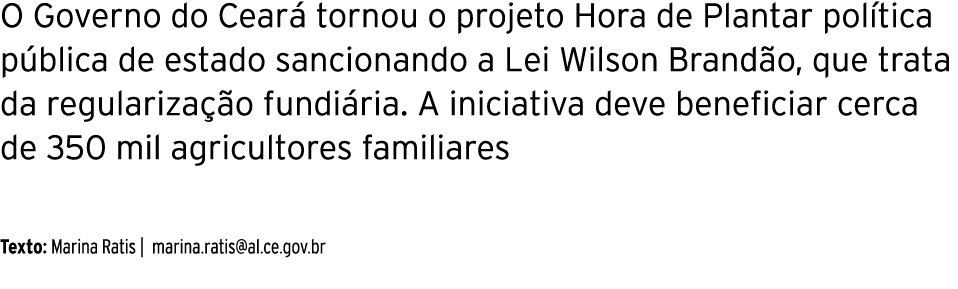 O Governo do Ceará tornou o projeto Hora de Plantar política
pública de estado sancionando a Lei Wilson Brandão, que trata
da regularização fundiária. A iniciativa deve beneficiar cerca
de 350 mil agricultores familiares
Texto: Marina Ratis | marina.ratis@al.ce.gov.br